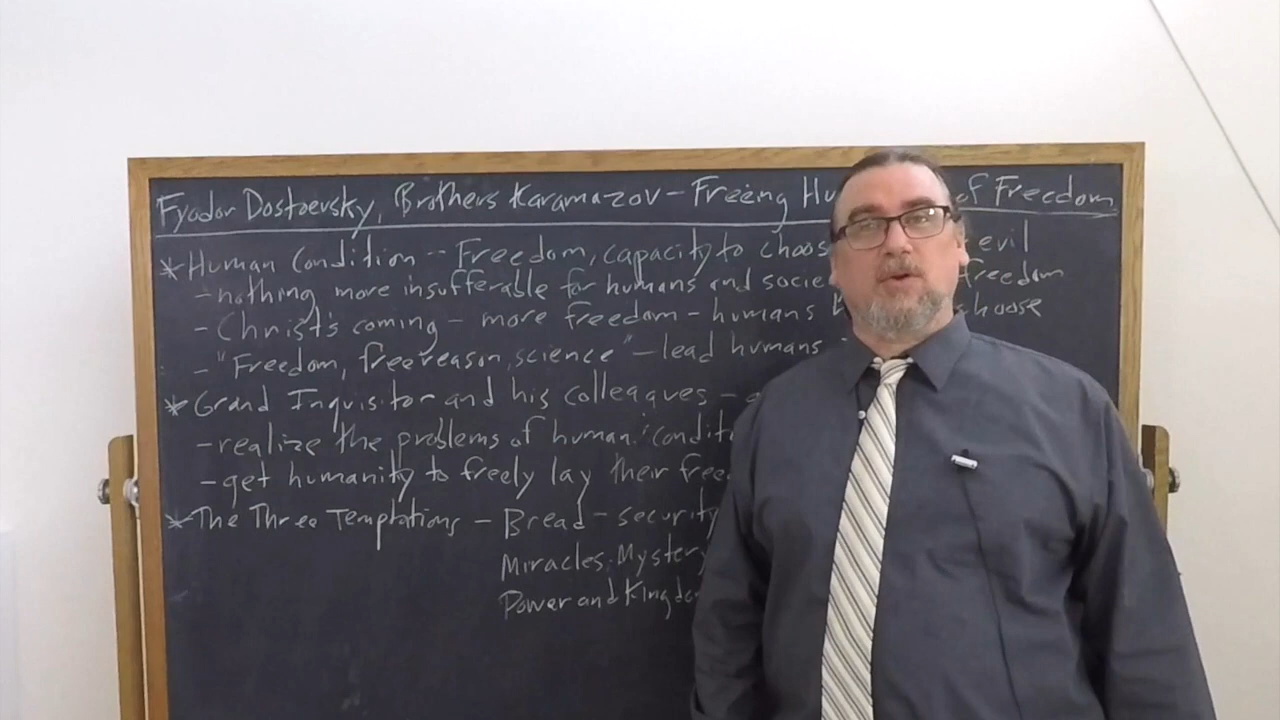 Fyodor Dostoevsky, Brothers Karamazov - Freeing Hu of Freedom
* Human Condition - Freedom, capacity to choos evil
- nothing more insufferable for humans and socie freedom
- Christ's coming - more freedom - humans choose
- "Freedom, free reason, science" - lead humans
* Grand Inquisitor and his colleagues -
- realize the problems of human condit
- get humanity to freely lay their free
* The Three Temptations - Bread - security
Miracles, Mystery
Power and Kingdo